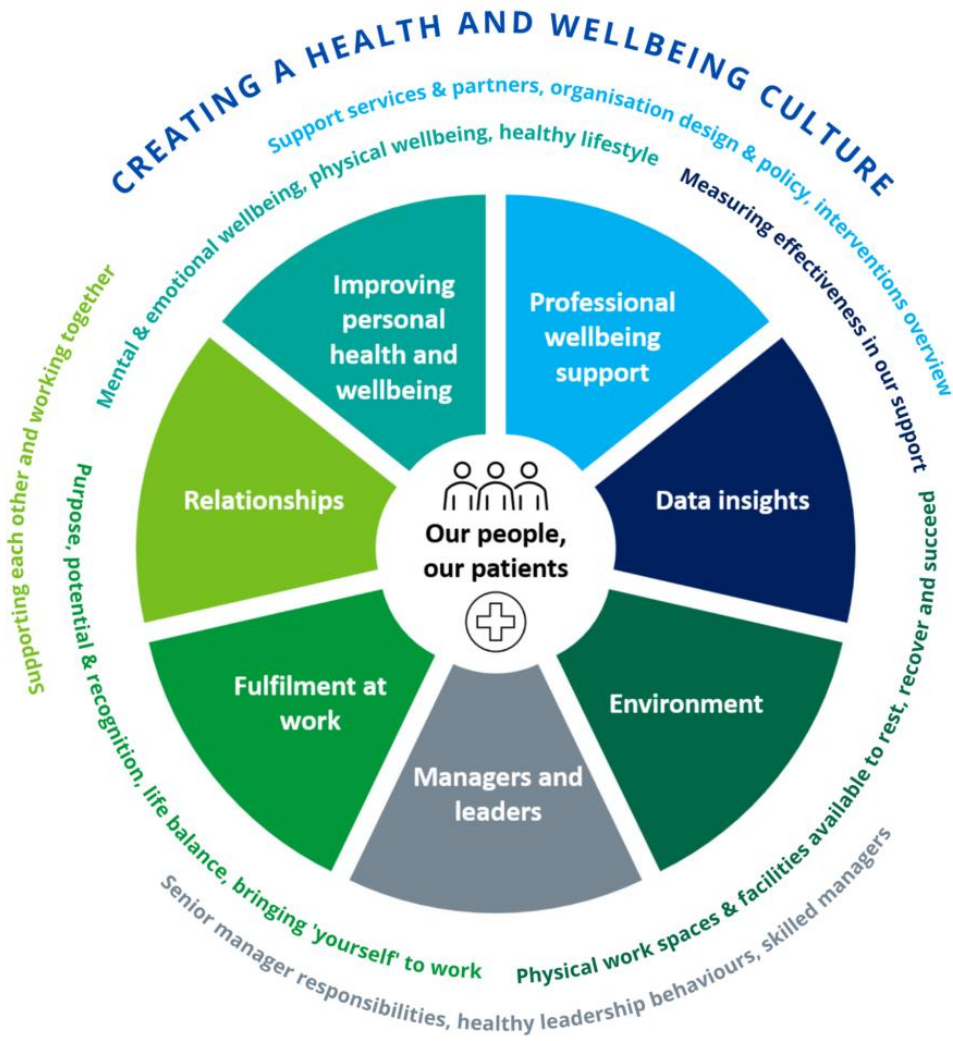 CREATING A HEALTH AND WELLBEING CULTURE
Support services & partners, organisation design & policy, interventions overview
Mental & emotional wellbeing, physical wellbeing, healthy lifestyle
Measuring effectiveness in our support
Supporting each other and working together
Purpose, potential & recognition, life balance, bringing 'yourself' to work
Physical work spaces & facilities available to rest, recover and succeed
Senior manager responsibilities, healthy leadership behaviours, skilled managers
Improving
personal
health and
wellbeing
Professional
wellbeing
support
Relationships
Data insights
Our people,
our patients
Fulfilment at
work
Environment
Managers and
leaders